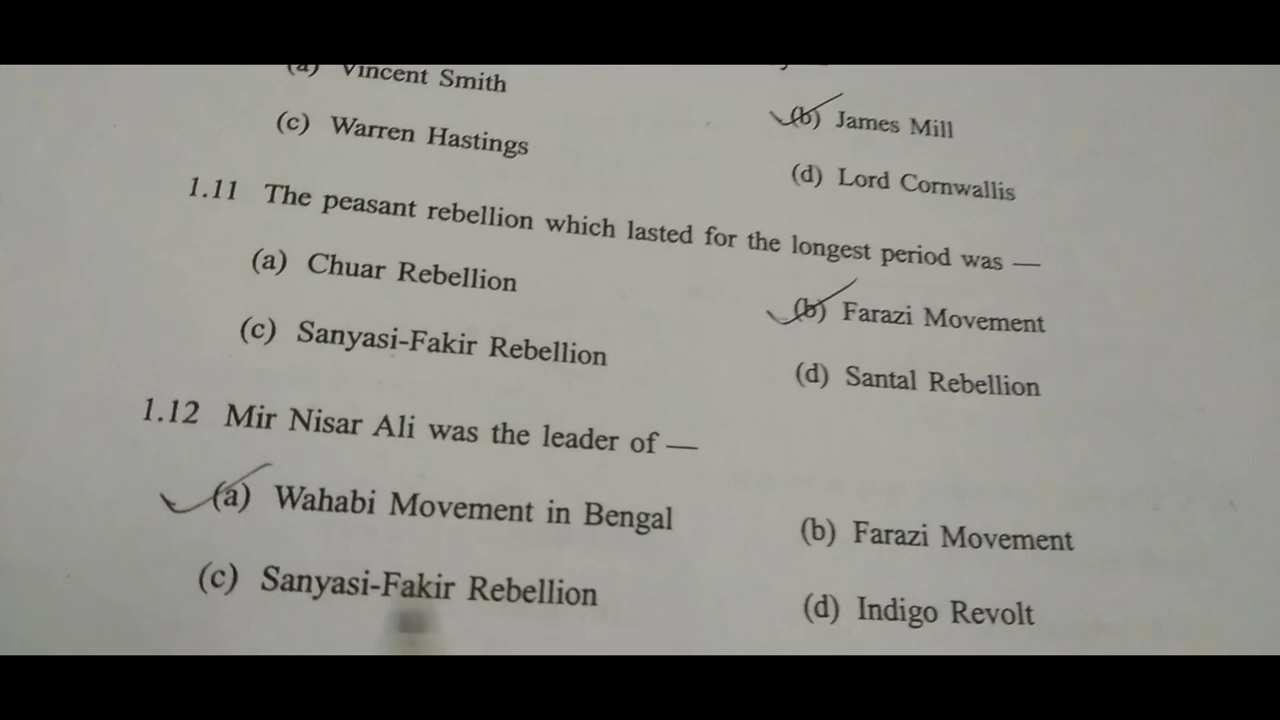 (a) Vincent Smith
(b) James Mill
(c) Warren Hastings
(d) Lord Cornwallis
1.11 The peasant rebellion which lasted for the longest period was —
(a) Chuar Rebellion
(b) Farazi Movement
(c) Sanyasi-Fakir Rebellion
(d) Santal Rebellion
1.12 Mir Nisar Ali was the leader of —
(a) Wahabi Movement in Bengal
(b) Farazi Movement
(c) Sanyasi-Fakir Rebellion
(d) Indigo Revolt